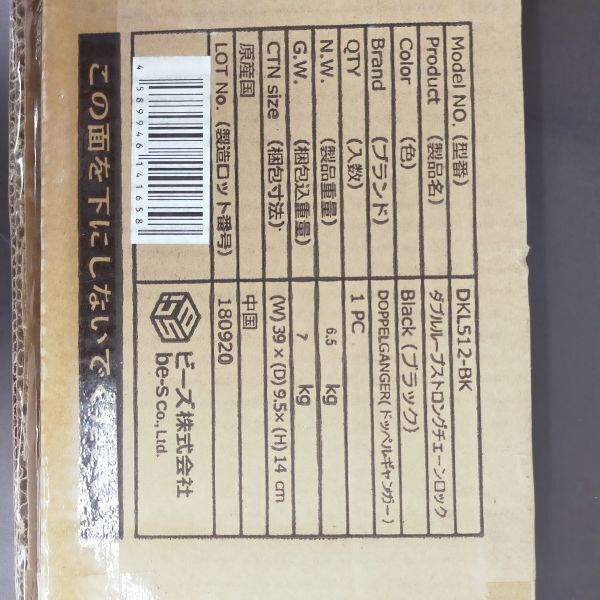 Model NO. (型番) DKL512-BK
Product (製品名) ダブルループストロングチェーンロック
Color (色) Black (ブラック)
Brand (ブランド) DOPPELGANGER(ドッペルギャンガー)
QTY (入数) 1 PC
N.W. (製品重量) 6.5 kg
G.W. (梱包込重量) 7 kg
CTN size (梱包寸法) (W) 39 × (D) 9.5× (H) 14 cm
原産国 中国
LOT No. (製造ロット番号) 180920
4589946141658
ビーズ株式会社
be-S Co., Ltd.
この面を下にしないで